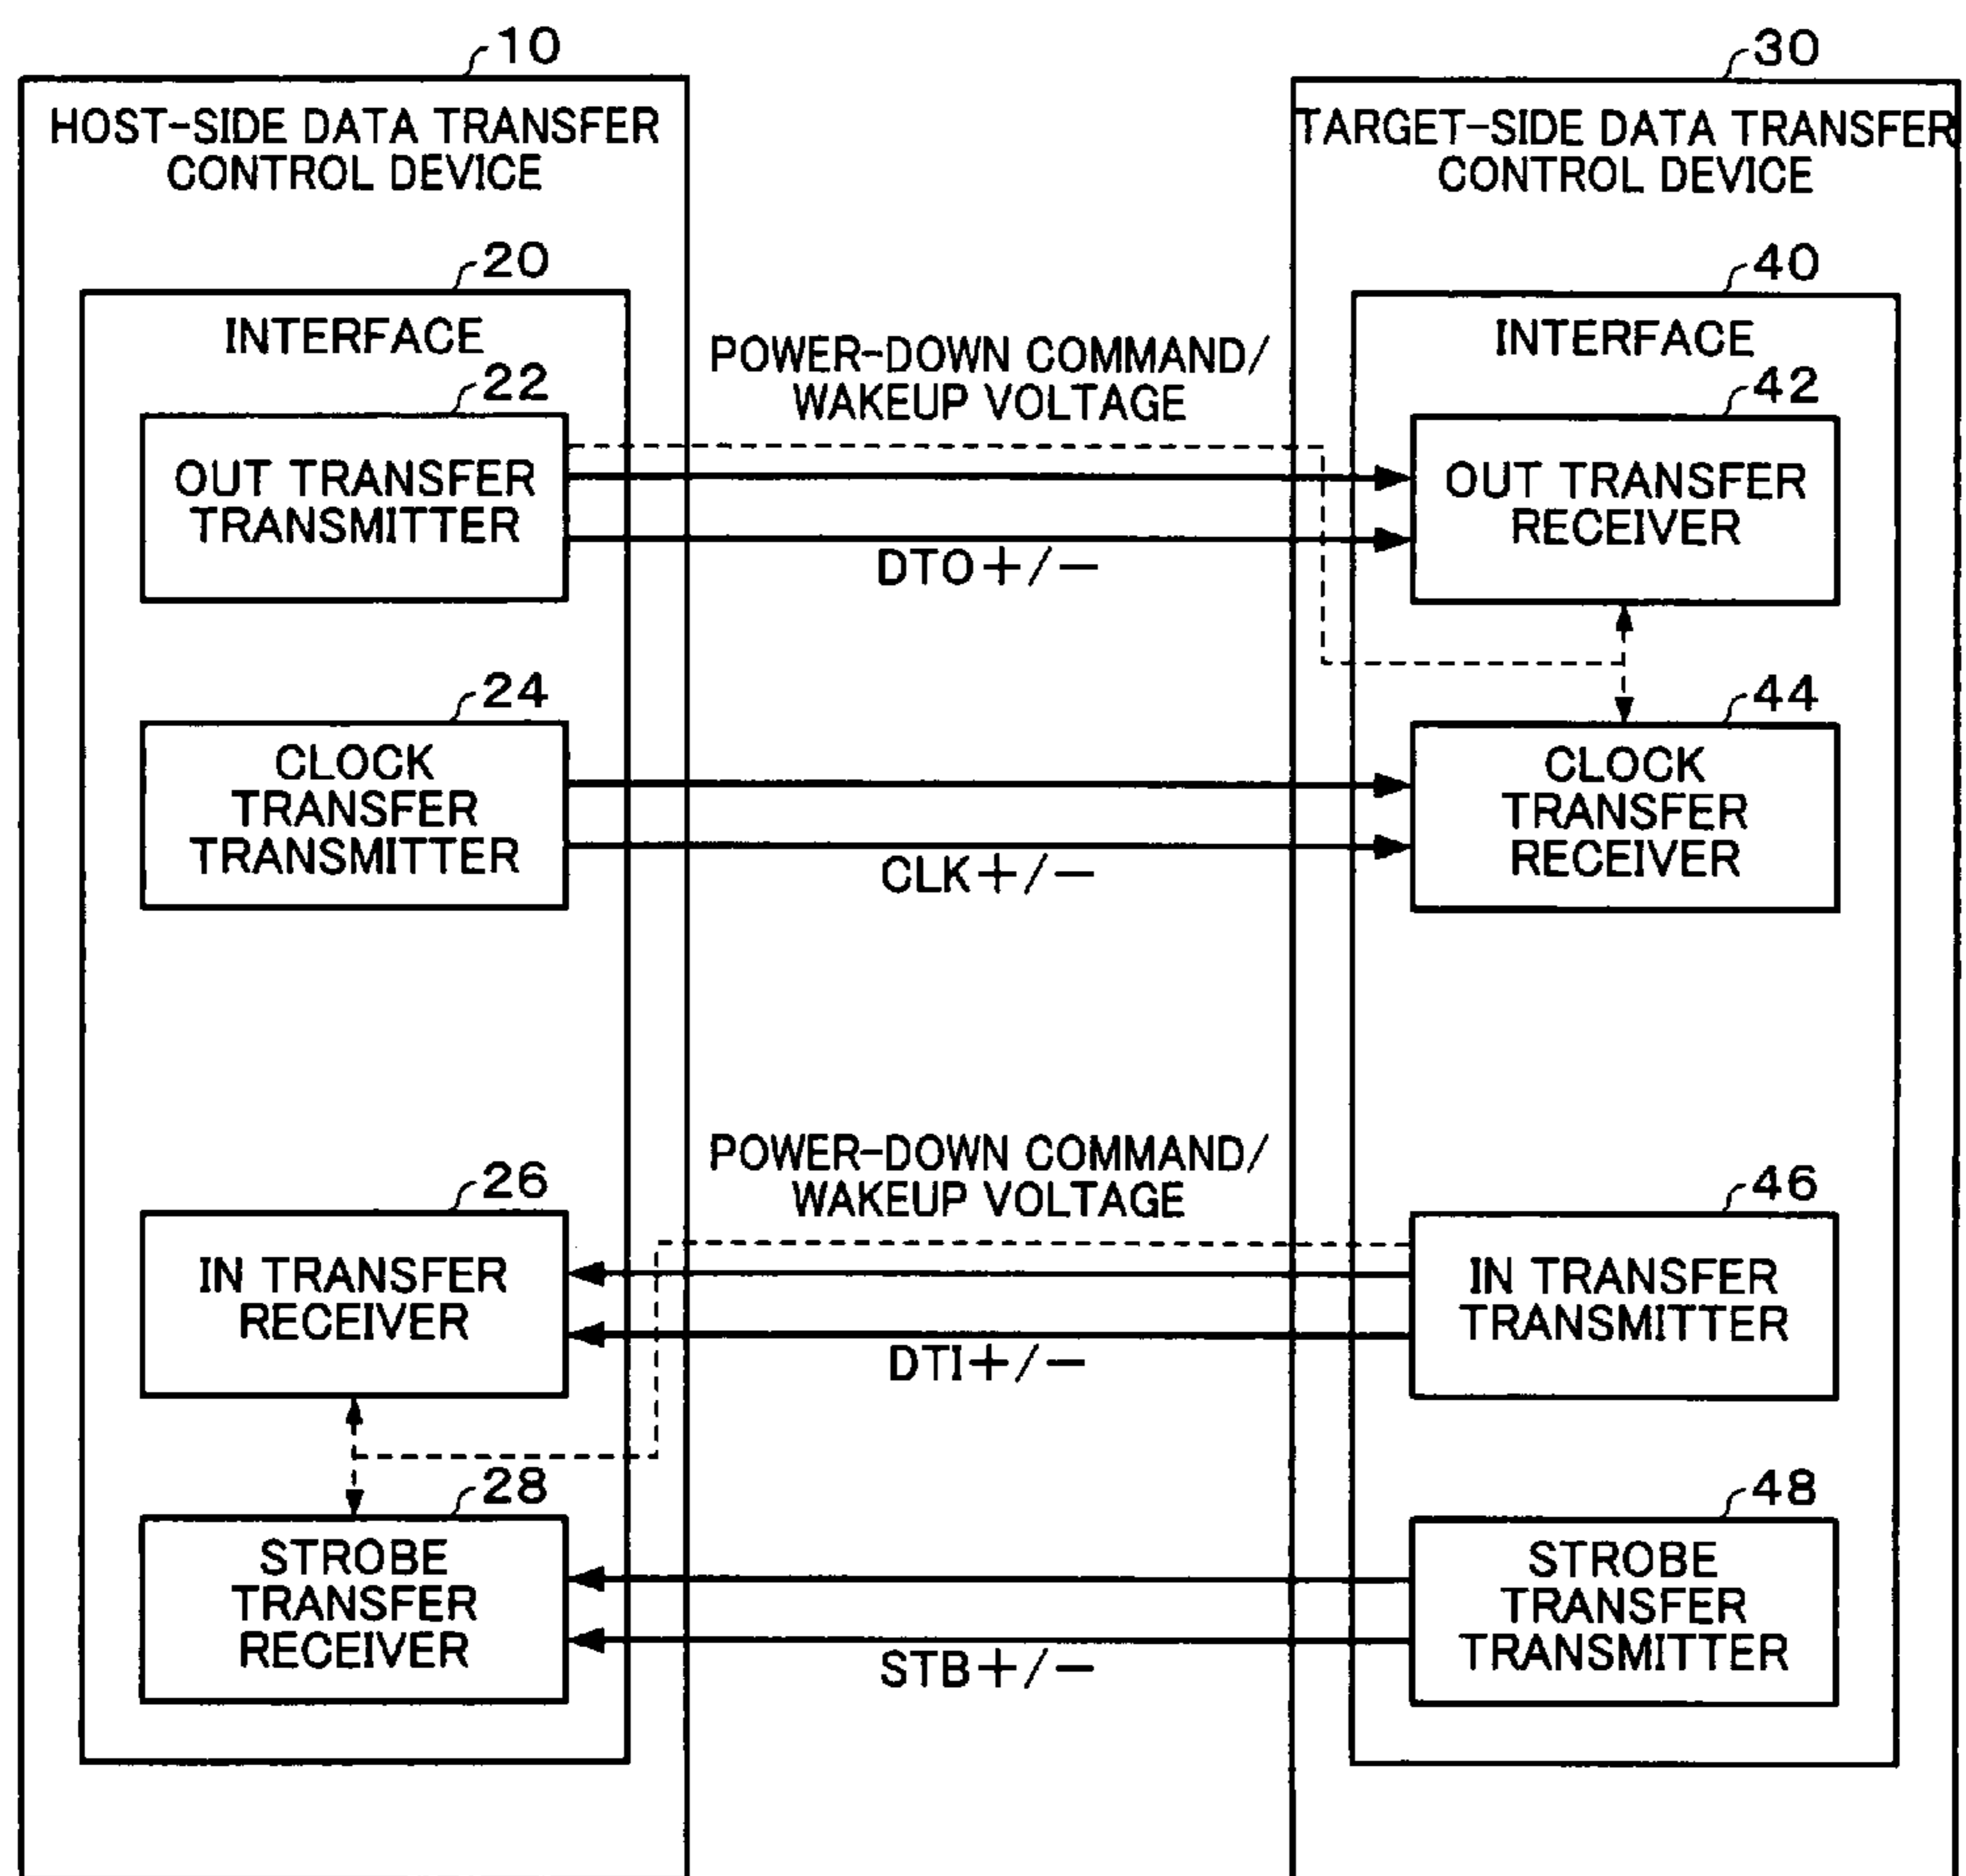 10
HOST-SIDE DATA TRANSFER
CONTROL DEVICE
20
INTERFACE
22
OUT TRANSFER
TRANSMITTER
24
CLOCK
TRANSFER
TRANSMITTER
26
IN TRANSFER
RECEIVER
28
STROBE
TRANSFER
RECEIVER
POWER-DOWN COMMAND/
WAKEUP VOLTAGE
DTO+/−
CLK+/−
POWER-DOWN COMMAND/
WAKEUP VOLTAGE
DTI+/−
STB+/−
30
TARGET-SIDE DATA TRANSFER
CONTROL DEVICE
40
INTERFACE
42
OUT TRANSFER
RECEIVER
44
CLOCK
TRANSFER
RECEIVER
46
IN TRANSFER
TRANSMITTER
48
STROBE
TRANSFER
TRANSMITTER